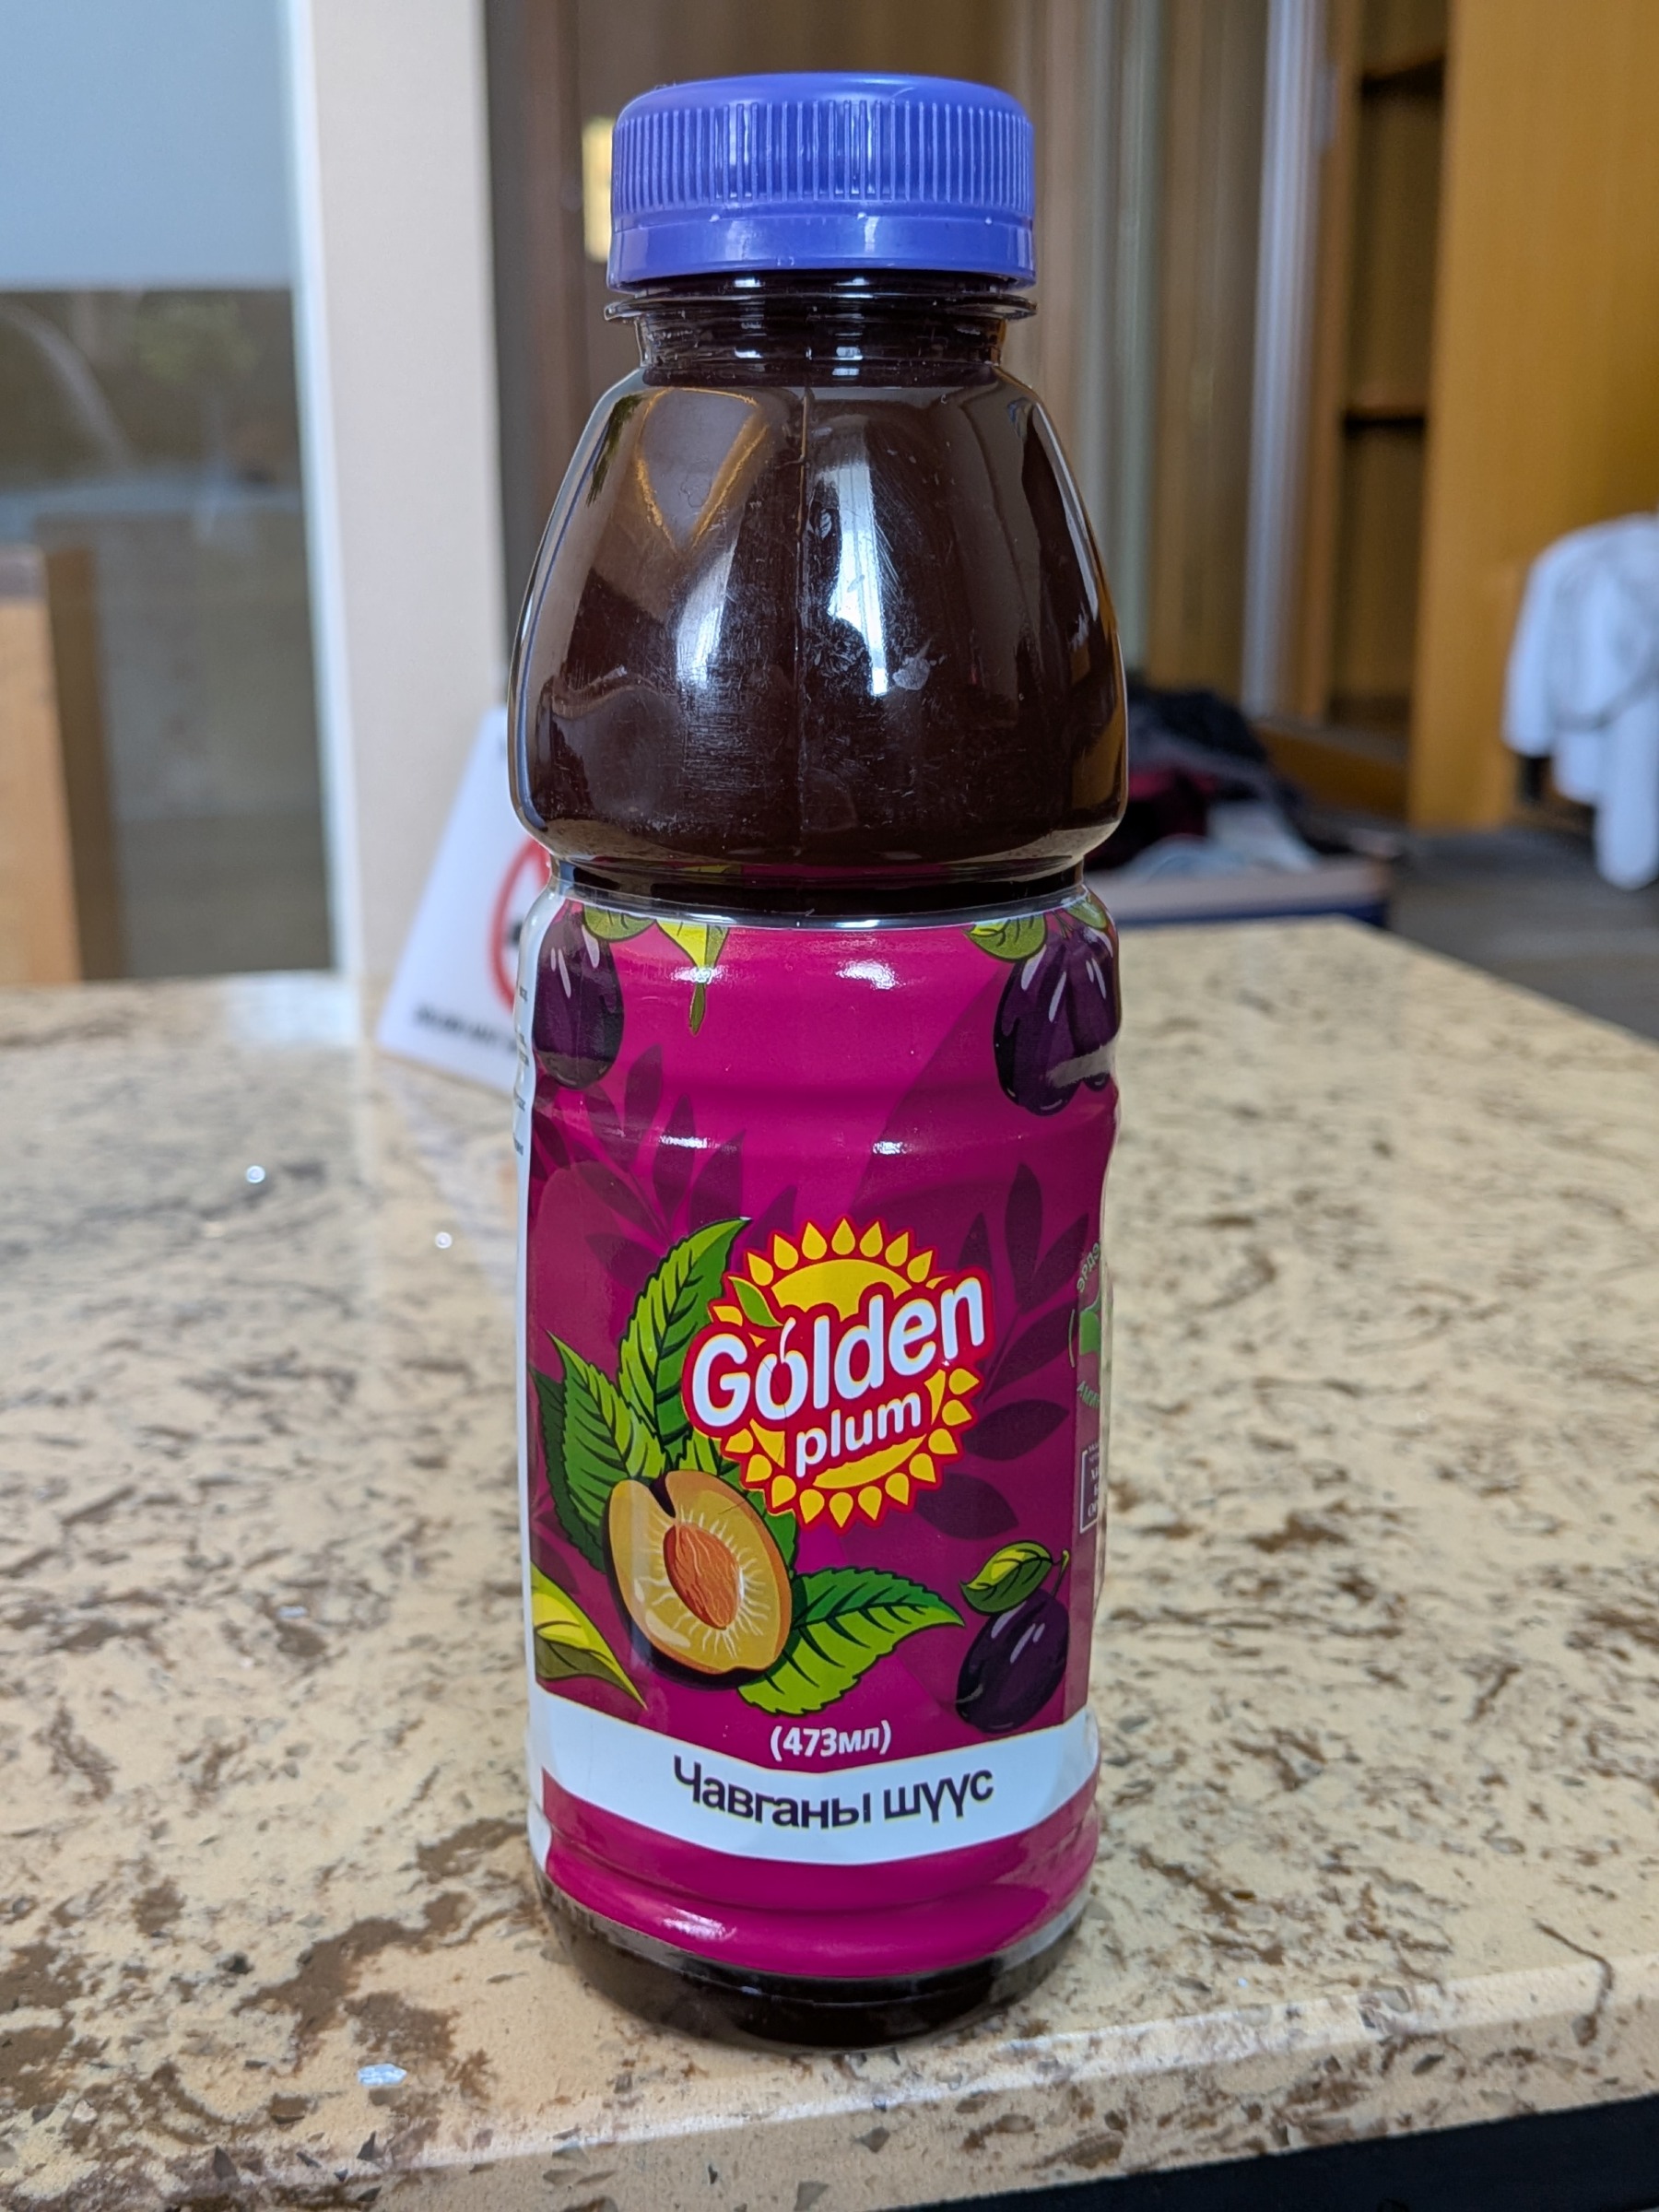 Golden
plum
(473мл)
Чавганы шүүс